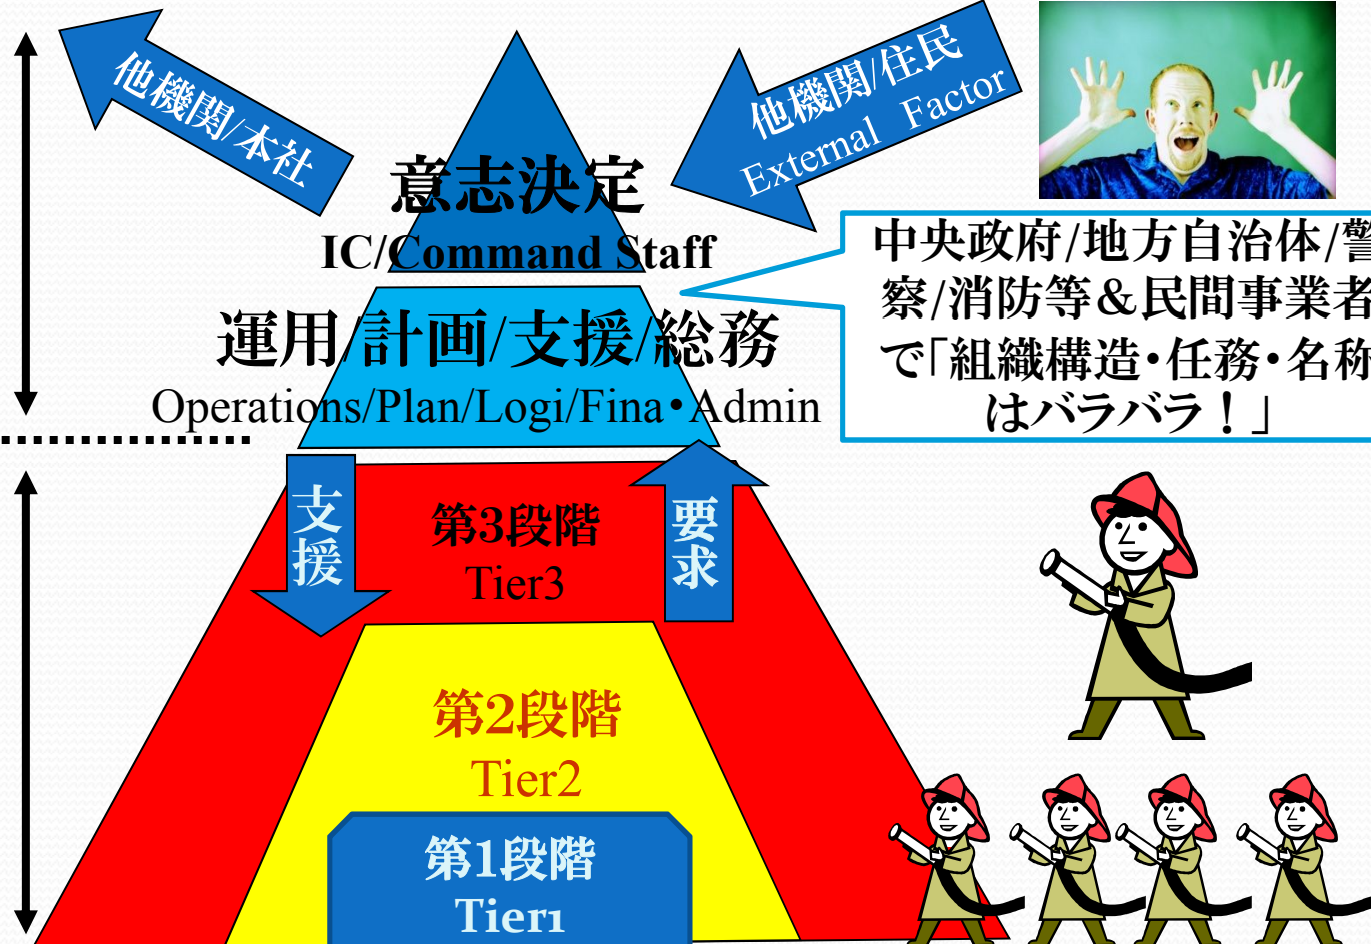 他機関/本社
他機関/住民
External Factor
意志決定
IC/Command Staff
中央政府/地方自治体/警
察/消防等&民間事業者
で「組織構造・任務・名称
はバラバラ！」
運用/計画/支援/総務
Operations/Plan/Logi/Fina・Admin
支援
要求
第3段階
Tier3
第2段階
Tier2
第1段階
Tier1